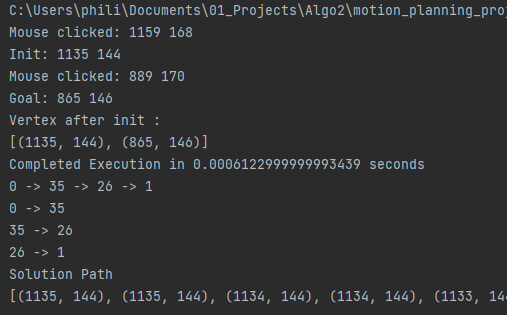 C:\Users\phili\Documents\01_Projects\Algo2\motion_planning_pro
Mouse clicked: 1159 168
Init: 1135 144
Mouse clicked: 889 170
Goal: 865 146
Vertex after init :
[(1135, 144), (865, 146)]
Completed Execution in 0.0006122999999993439 seconds
0 -> 35 -> 26 -> 1
0 -> 35
35 -> 26
26 -> 1
Solution Path
[(1135, 144), (1135, 144), (1134, 144), (1134, 144), (1133, 144